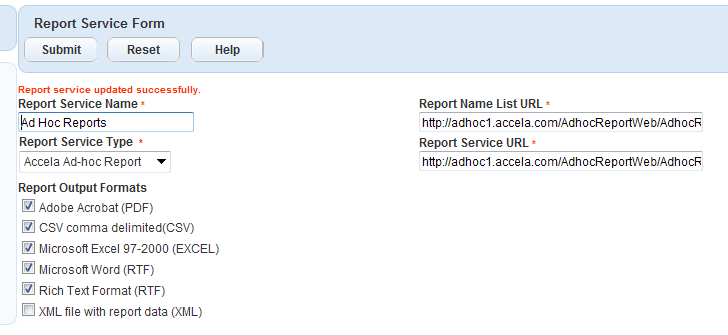 Report Service Form
Submit Reset Help
Report service updated successfully.
Report Service Name *
Report Name List URL *
Ad Hoc Reports
http://adhoc1.accela.com/AdhocReportWeb/AdhocR
Report Service Type *
Report Service URL *
Accela Ad-hoc Report
http://adhoc1.accela.com/AdhocReportWeb/AdhocR
Report Output Formats
Adobe Acrobat (PDF)
CSV comma delimited(CSV)
Microsoft Excel 97-2000 (EXCEL)
Microsoft Word (RTF)
Rich Text Format (RTF)
XML file with report data (XML)